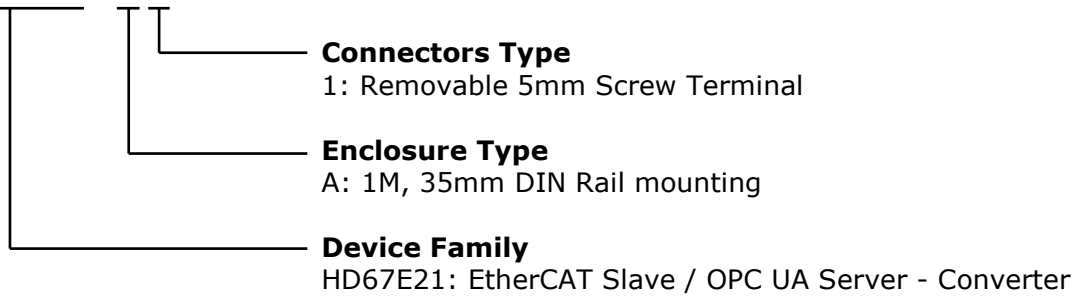 Connectors Type
1: Removable 5mm Screw Terminal
Enclosure Type
A: 1M, 35mm DIN Rail mounting
Device Family
HD67E21: EtherCAT Slave / OPC UA Server - Converter